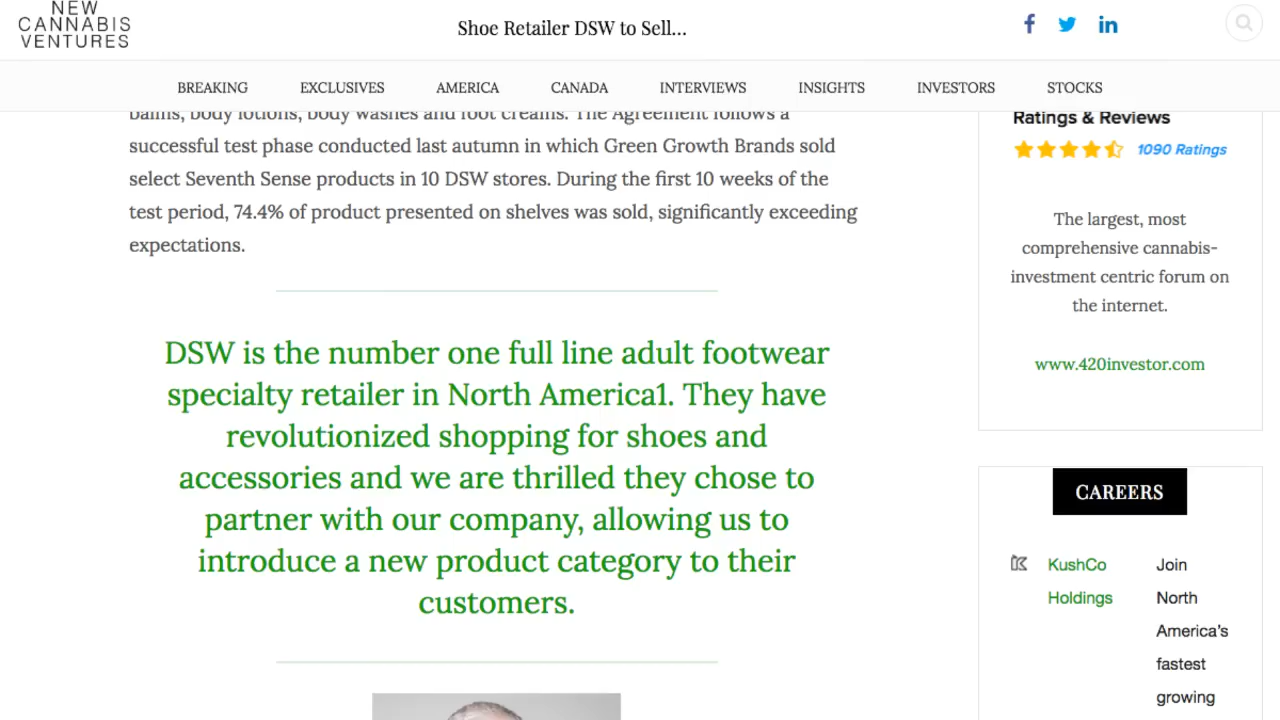 NEW
CANNABIS
VENTURES
Shoe Retailer DSW to Sell...
BREAKING EXCLUSIVES AMERICA CANADA INTERVIEWS INSIGHTS INVESTORS STOCKS
balms, body lotions, body washes and foot creams. The Agreement follows a
successful test phase conducted last autumn in which Green Growth Brands sold
select Seventh Sense products in 10 DSW stores. During the first 10 weeks of the
test period, 74.4% of product presented on shelves was sold, significantly exceeding
expectations.
DSW is the number one full line adult footwear
specialty retailer in North America1. They have
revolutionized shopping for shoes and
accessories and we are thrilled they chose to
partner with our company, allowing us to
introduce a new product category to their
customers.
Ratings & Reviews
1090 Ratings
The largest, most
comprehensive cannabis-
investment centric forum on
the internet.
www.420investor.com
CAREERS
KushCo
Holdings
Join
North
America's
fastest
growing